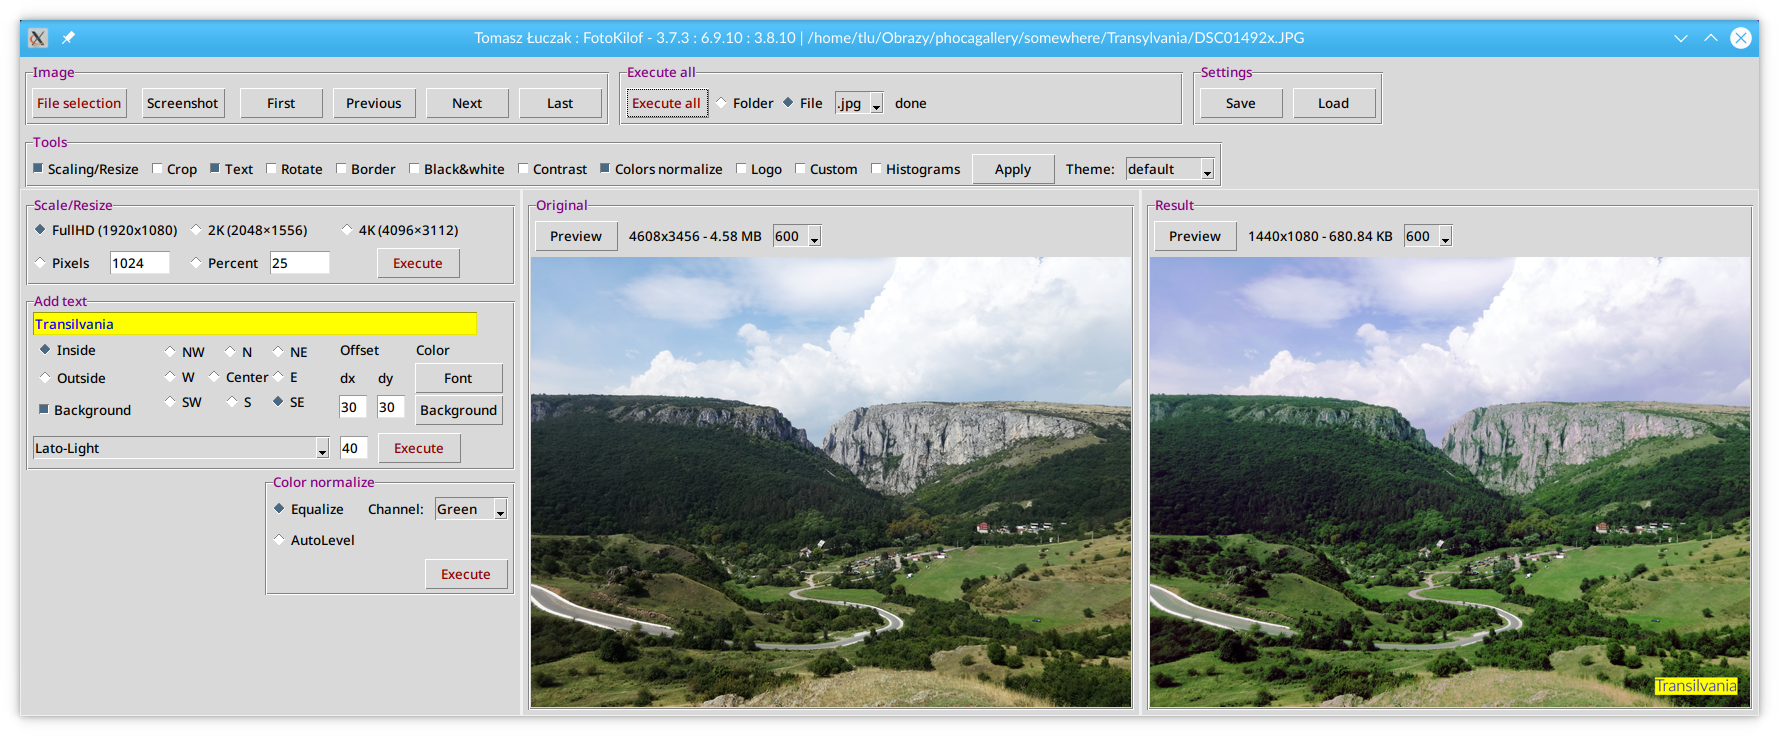 Tomasz Łuczak : FotoKilof - 3.7.3 : 6.9.10 : 3.8.10 | /home/tlu/Obrazy/phocagallery/somewhere/Transylvania/DSC01492x.JPG
Image
File selection Screenshot First Previous Next Last
Execute all
Execute all Folder File .jpg done
Settings
Save Load
Tools
Scaling/Resize Crop Text Rotate Border Black&white Contrast Colors normalize Logo Custom Histograms Apply Theme: default
Scale/Resize
FullHD (1920x1080) 2K (2048×1556) 4K (4096×3112)
Pixels 1024 Percent 25 Execute
Add text
Transilvania
Inside NW N NE Offset Color
Outside W Center E dx dy Font
Background SW S SE 30 30 Background
Lato-Light 40 Execute
Color normalize
Equalize Channel: Green
AutoLevel
Execute
Original
Preview 4608x3456 - 4.58 MB 600
Result
Preview 1440x1080 - 680.84 KB 600
Transilvania